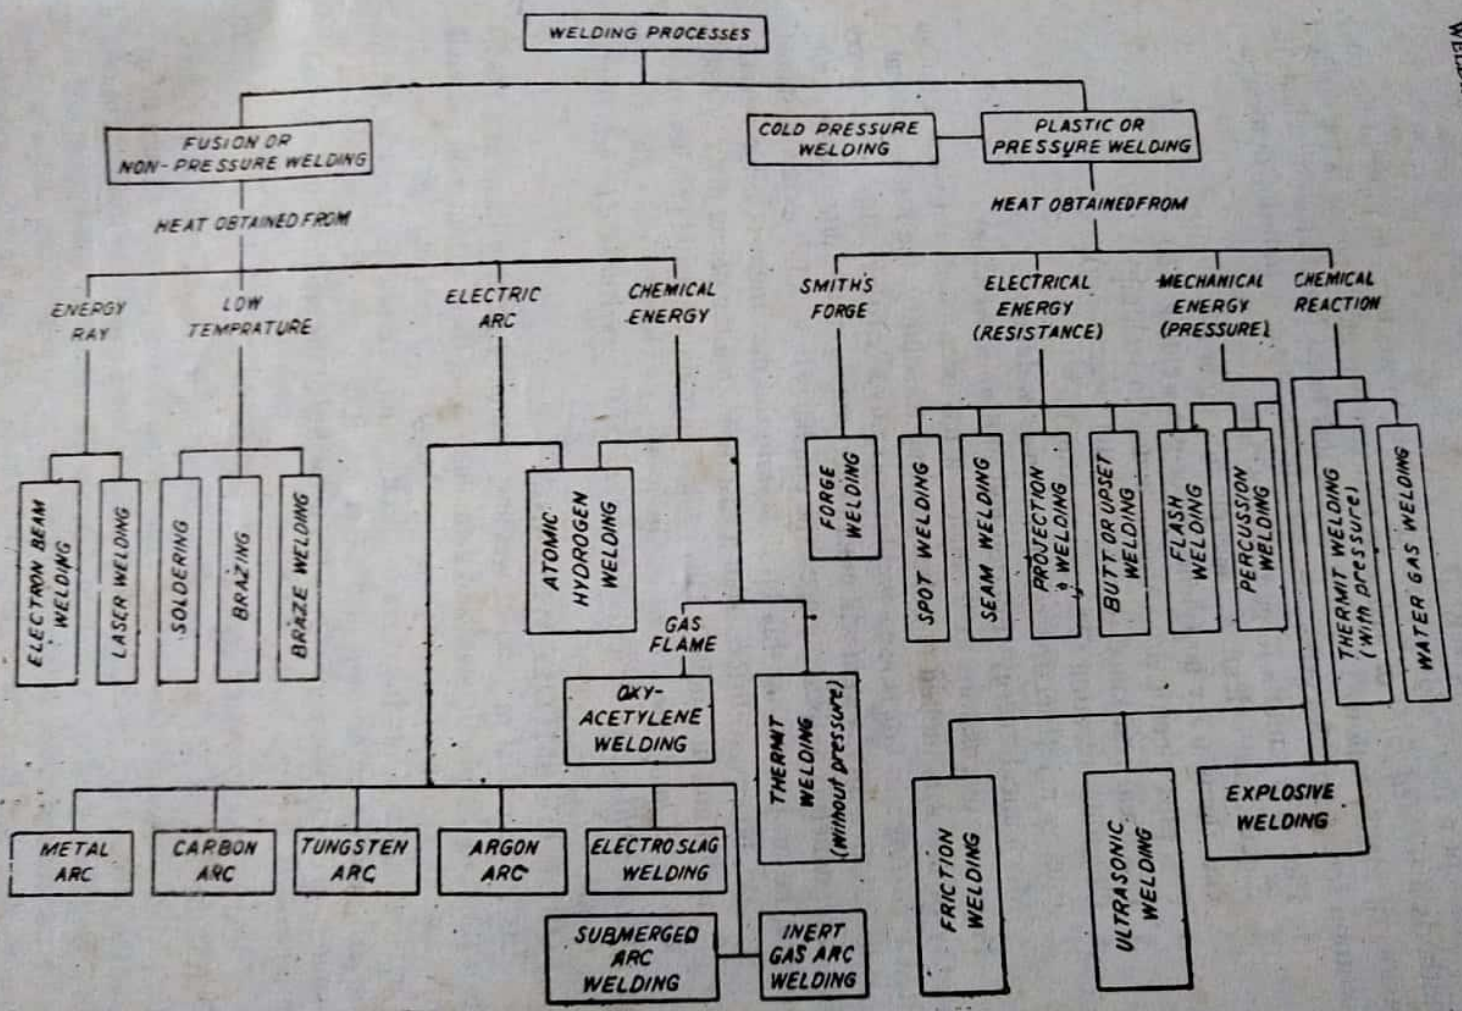 WELDING PROCESSES
FUSION OR
NON-PRESSURE WELDING
COLD PRESSURE
WELDING
PLASTIC OR
PRESSURE WELDING
HEAT OBTAINED FROM
HEAT OBTAINED FROM
ENERGY
RAY
LOW
TEMPRATURE
ELECTRIC
ARC
CHEMICAL
ENERGY
SMITH'S
FORGE
ELECTRICAL
ENERGY
(RESISTANCE)
MECHANICAL
ENERGY
(PRESSURE)
CHEMICAL
REACTION
ELECTRON BEAM
WELDING
LASER WELDING
SOLDERING
BRAZING
BRAZE WELDING
ATOMIC
HYDROGEN
WELDING
FORGE
WELDING
SPOT WELDING
SEAM WELDING
PROJECTION
WELDING
BUTT OR UPSET
WELDING
FLASH
WELDING
PERCUSSION
WELDING
THERMIT WELDING
(With pressure)
WATER GAS WELDING
GAS
FLAME
OXY-
ACETYLENE
WELDING
THERMIT
WELDING
(Without pressure)
METAL
ARC
CARBON
ARC
TUNGSTEN
ARC
ARGON
ARC
ELECTROSLAG
WELDING
SUBMERGED
ARC
WELDING
INERT
GAS ARC
WELDING
FRICTION
WELDING
ULTRASONIC
WELDING
EXPLOSIVE
WELDING